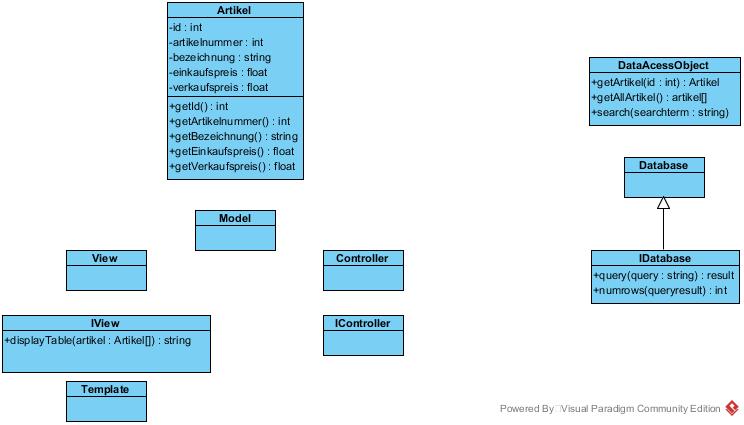 Artikel
-id : int
-artikelnummer : int
-bezeichnung : string
-einkaufspreis : float
-verkaufspreis : float
+getId() : int
+getArtikelnummer() : int
+getBezeichnung() : string
+getEinkaufspreis() : float
+getVerkaufspreis() : float
DataAcessObject
+getArtikel(id : int) : Artikel
+getAllArtikel() : artikel[]
+search(searchterm : string)
Database
Model
View
Controller
IDatabase
+query(query : string) : result
+numrows(queryresult) : int
IView
+displayTable(artikel : Artikel[]) : string
IController
Template
Powered By Visual Paradigm Community Edition